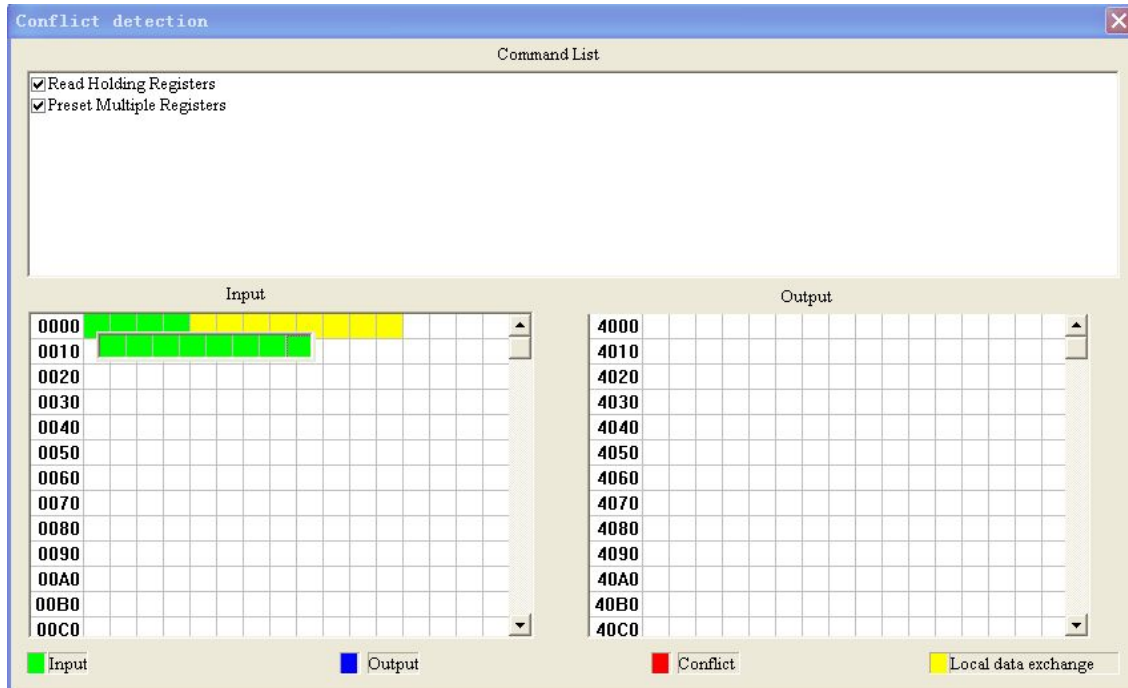 Conflict detection
Command List
Read Holding Registers
Preset Multiple Registers
Input
Output
0000
0010
0020
0030
0040
0050
0060
0070
0080
0090
00A0
00B0
00C0
4000
4010
4020
4030
4040
4050
4060
4070
4080
4090
40A0
40B0
40C0
Input
Output
Conflict
Local data exchange